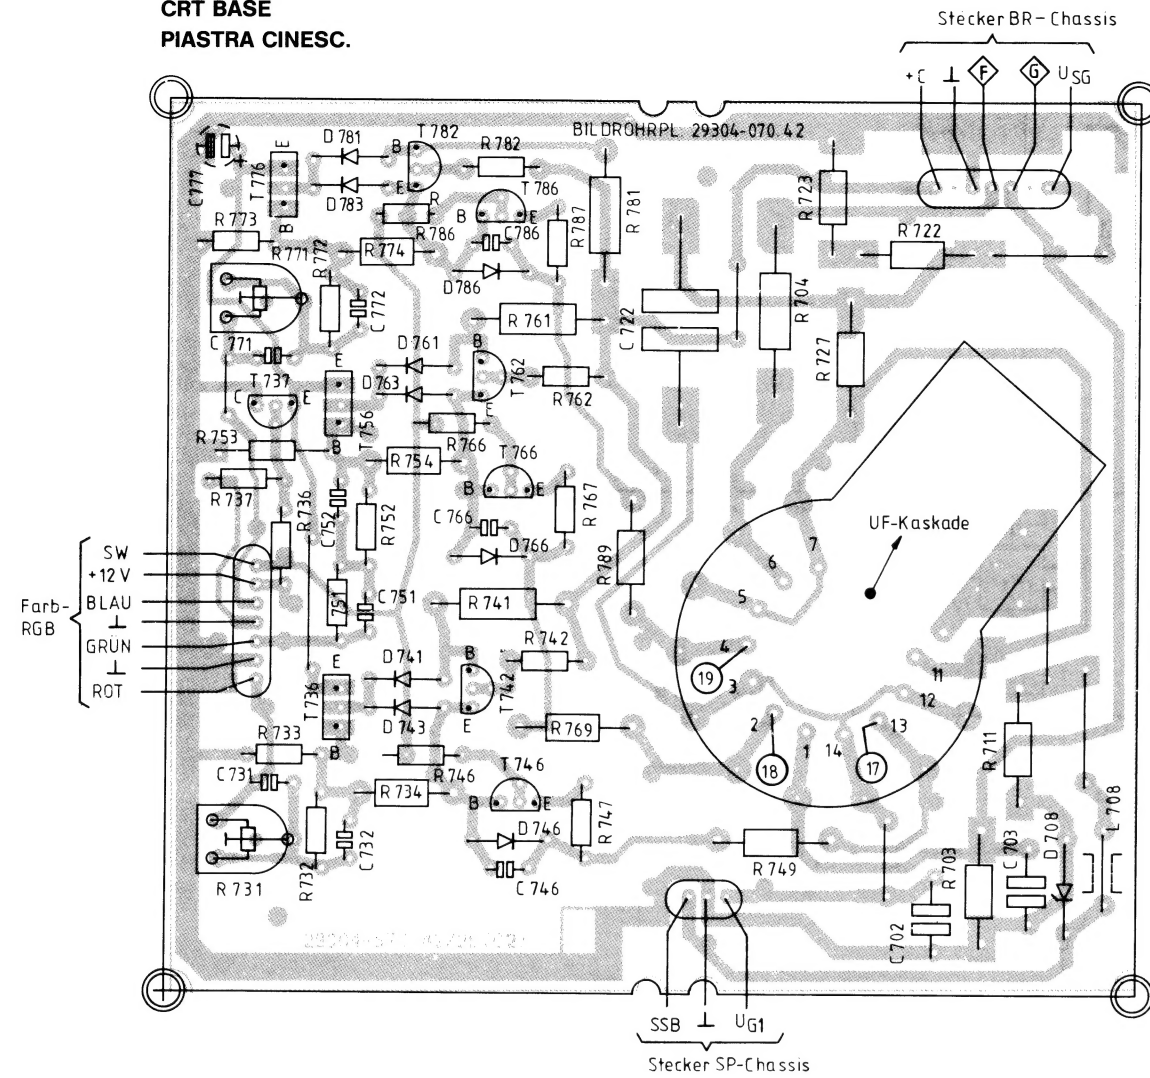 CRT BASE
PIASTRA CINESC.
Stecker BR-Chassis
+C ⊥ F G USG
BILDROHRPL. 29304-070.42
D781 T782 R782
C777 T776 E B E D783
R786 T786 B E C786 D786
R787 R781 R723 R722
R773 R771 R772 R774 C772
B
R761 C722 R704 R727
C771 T737 C E
D761 D763 B T762 E R762
E T756 B R766
R753 R754 R737
T766 B E R767
R736 C752 R752 C766 D766 R789
UF-Kaskade
Farb-RGB
SW
+12V
BLAU
⊥
GRÜN
⊥
ROT
751 C751 R741 R742
E T736 B
D741 D743 B T742 E
R769
7
6
5
4
19
3
2
18
1
14
17
13
12
11
R733 C731 R746 R734
T746 B E R747
D746 C746
R731 R732 C732
R749
R711 L708 D708 C703 R703 C702
SSB ⊥ UG1
Stecker SP-Chassis